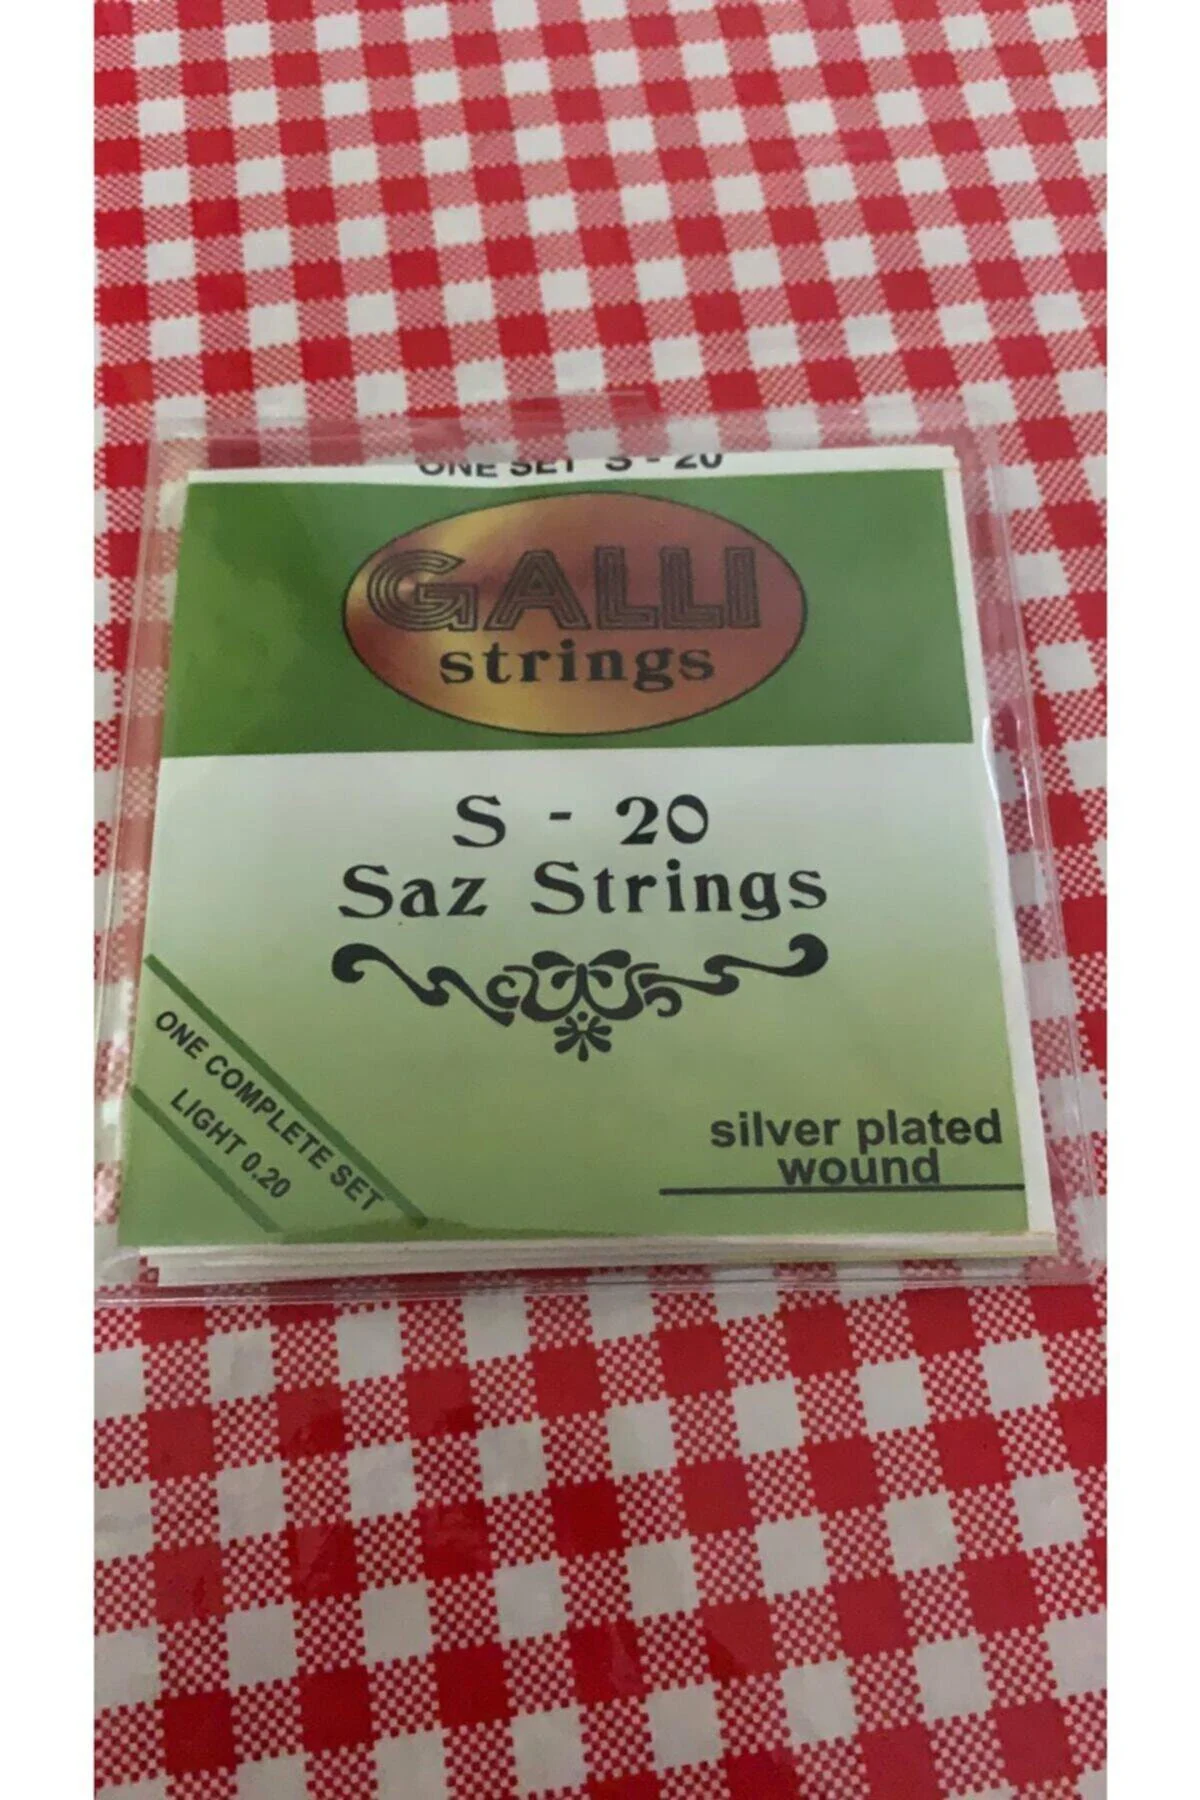 ONE SET S - 20
GALLI
strings
S - 20
Saz Strings
ONE COMPLETE SET
LIGHT 0.20
silver plated
wound